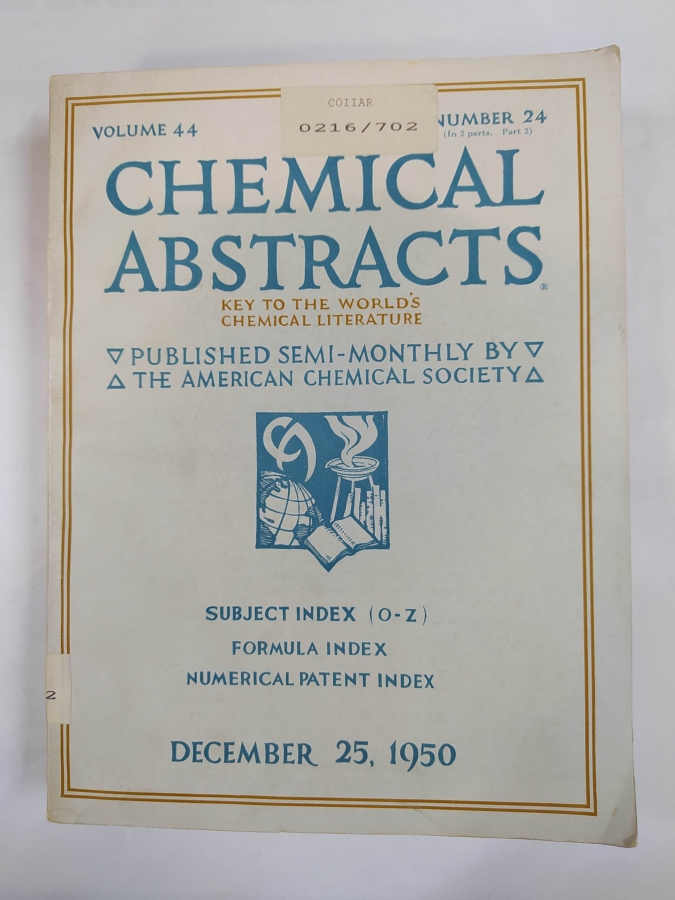 COIIAR
0216/702
VOLUME 44
NUMBER 24
(In 2 parts. Part 2)
CHEMICAL
ABSTRACTS®
KEY TO THE WORLD'S
CHEMICAL LITERATURE
PUBLISHED SEMI-MONTHLY BY
THE AMERICAN CHEMICAL SOCIETY
CA
SUBJECT INDEX (O-Z)
FORMULA INDEX
NUMERICAL PATENT INDEX
2
DECEMBER 25, 1950